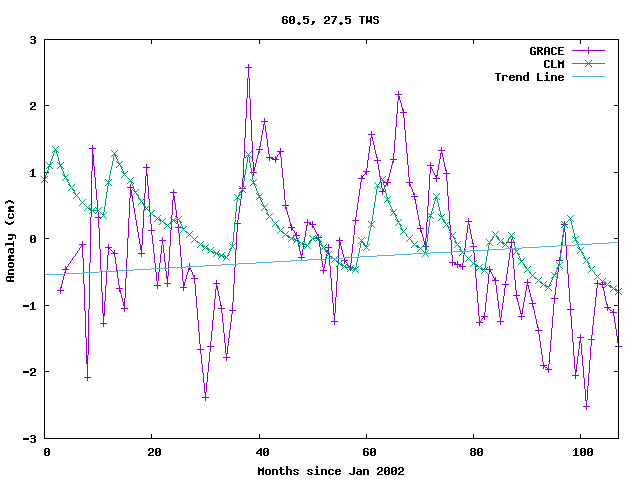 60.5, 27.5 TWS
GRACE
CLM
Trend Line
3
2
1
0
-1
-2
-3
Anomaly (cm)
0 20 40 60 80 100
Months since Jan 2002